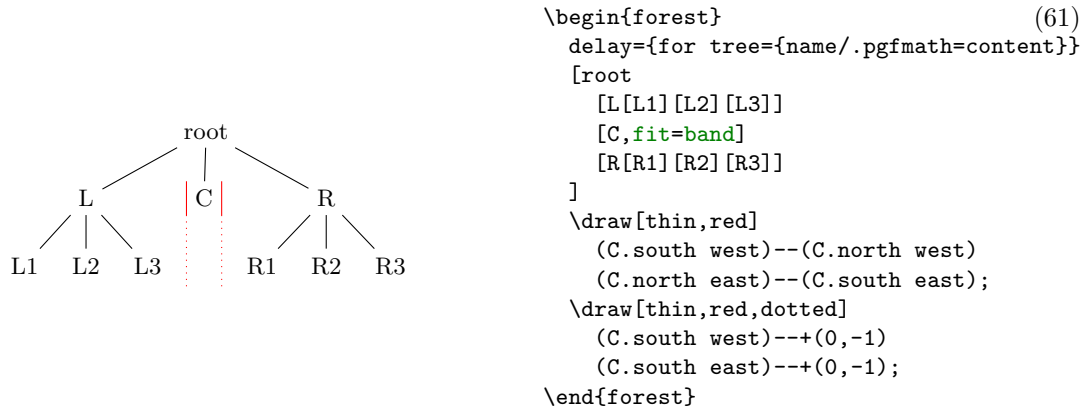 root
L C R
L1 L2 L3 R1 R2 R3
\begin{forest} (61)
  delay={for tree={name/.pgfmath=content}}
  [root
    [L[L1][L2][L3]]
    [C,fit=band]
    [R[R1][R2][R3]]
  ]
  \draw[thin,red]
    (C.south west)--(C.north west)
    (C.north east)--(C.south east);
  \draw[thin,red,dotted]
    (C.south west)--+(0,-1)
    (C.south east)--+(0,-1);
\end{forest}